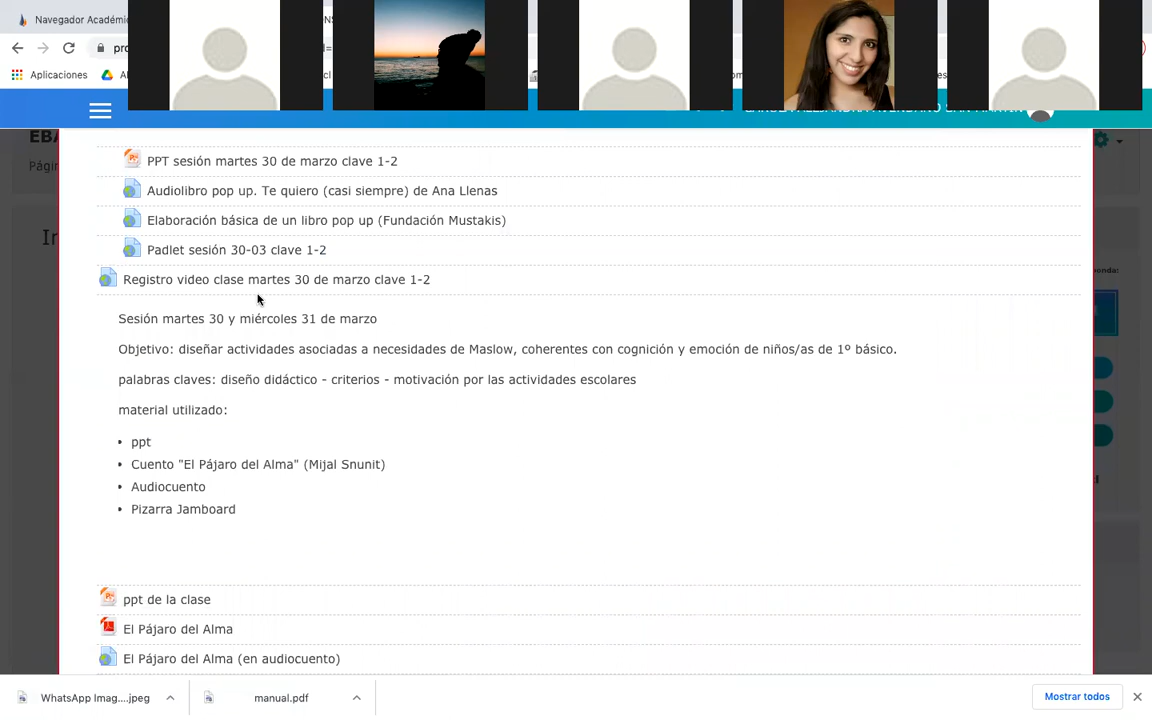 Navegador Académic
Aplicaciones
PPT sesión martes 30 de marzo clave 1-2
Audiolibro pop up. Te quiero (casi siempre) de Ana Llenas
Elaboración básica de un libro pop up (Fundación Mustakis)
Padlet sesión 30-03 clave 1-2
Registro video clase martes 30 de marzo clave 1-2
Sesión martes 30 y miércoles 31 de marzo
Objetivo: diseñar actividades asociadas a necesidades de Maslow, coherentes con cognición y emoción de niños/as de 1º básico.
palabras claves: diseño didáctico - criterios - motivación por las actividades escolares
material utilizado:
• ppt
• Cuento "El Pájaro del Alma" (Mijal Snunit)
• Audiocuento
• Pizarra Jamboard
ppt de la clase
El Pájaro del Alma
El Pájaro del Alma (en audiocuento)
WhatsApp Imag....jpeg
manual.pdf
Mostrar todos